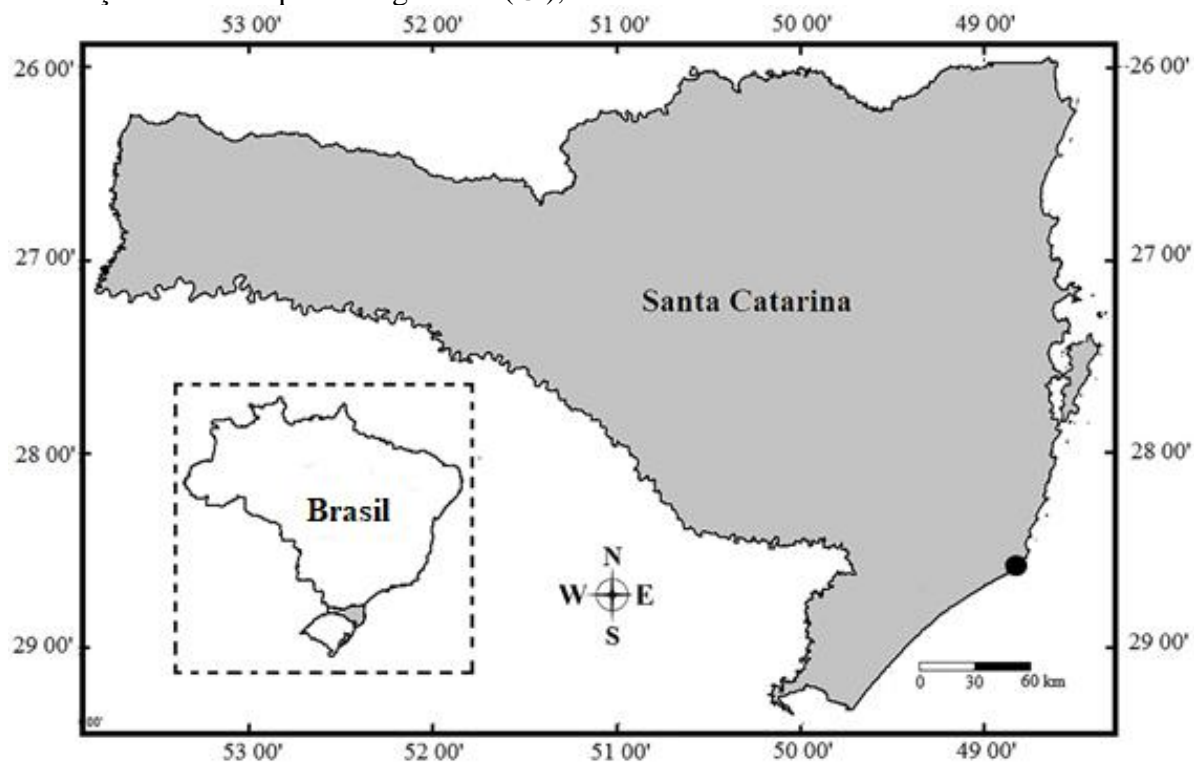 53 00' 52 00' 51 00' 50 00' 49 00'
26 00' 26 00'
27 00' 27 00'
Santa Catarina
28 00' 28 00'
Brasil
N
W E
S
29 00' 29 00'
0 30 60 km
53 00' 52 00' 51 00' 50 00' 49 00'